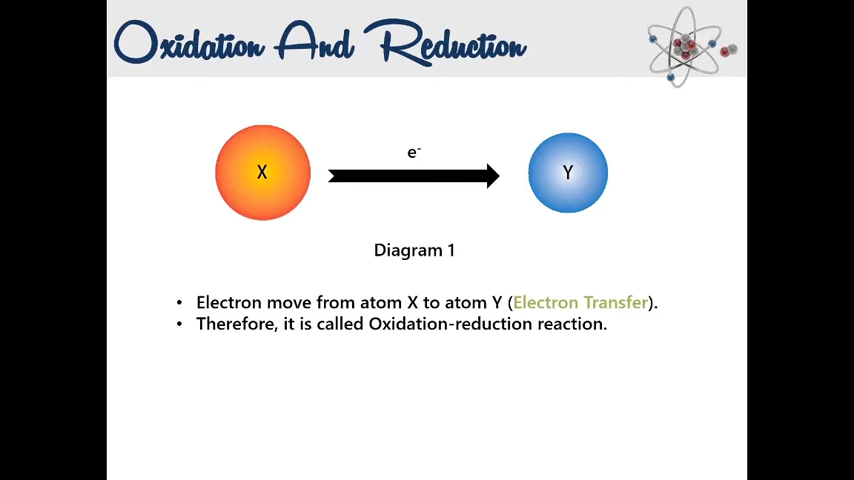 Oxidation And Reduction
e⁻
X
Y
Diagram 1
• Electron move from atom X to atom Y (Electron Transfer).
• Therefore, it is called Oxidation-reduction reaction.